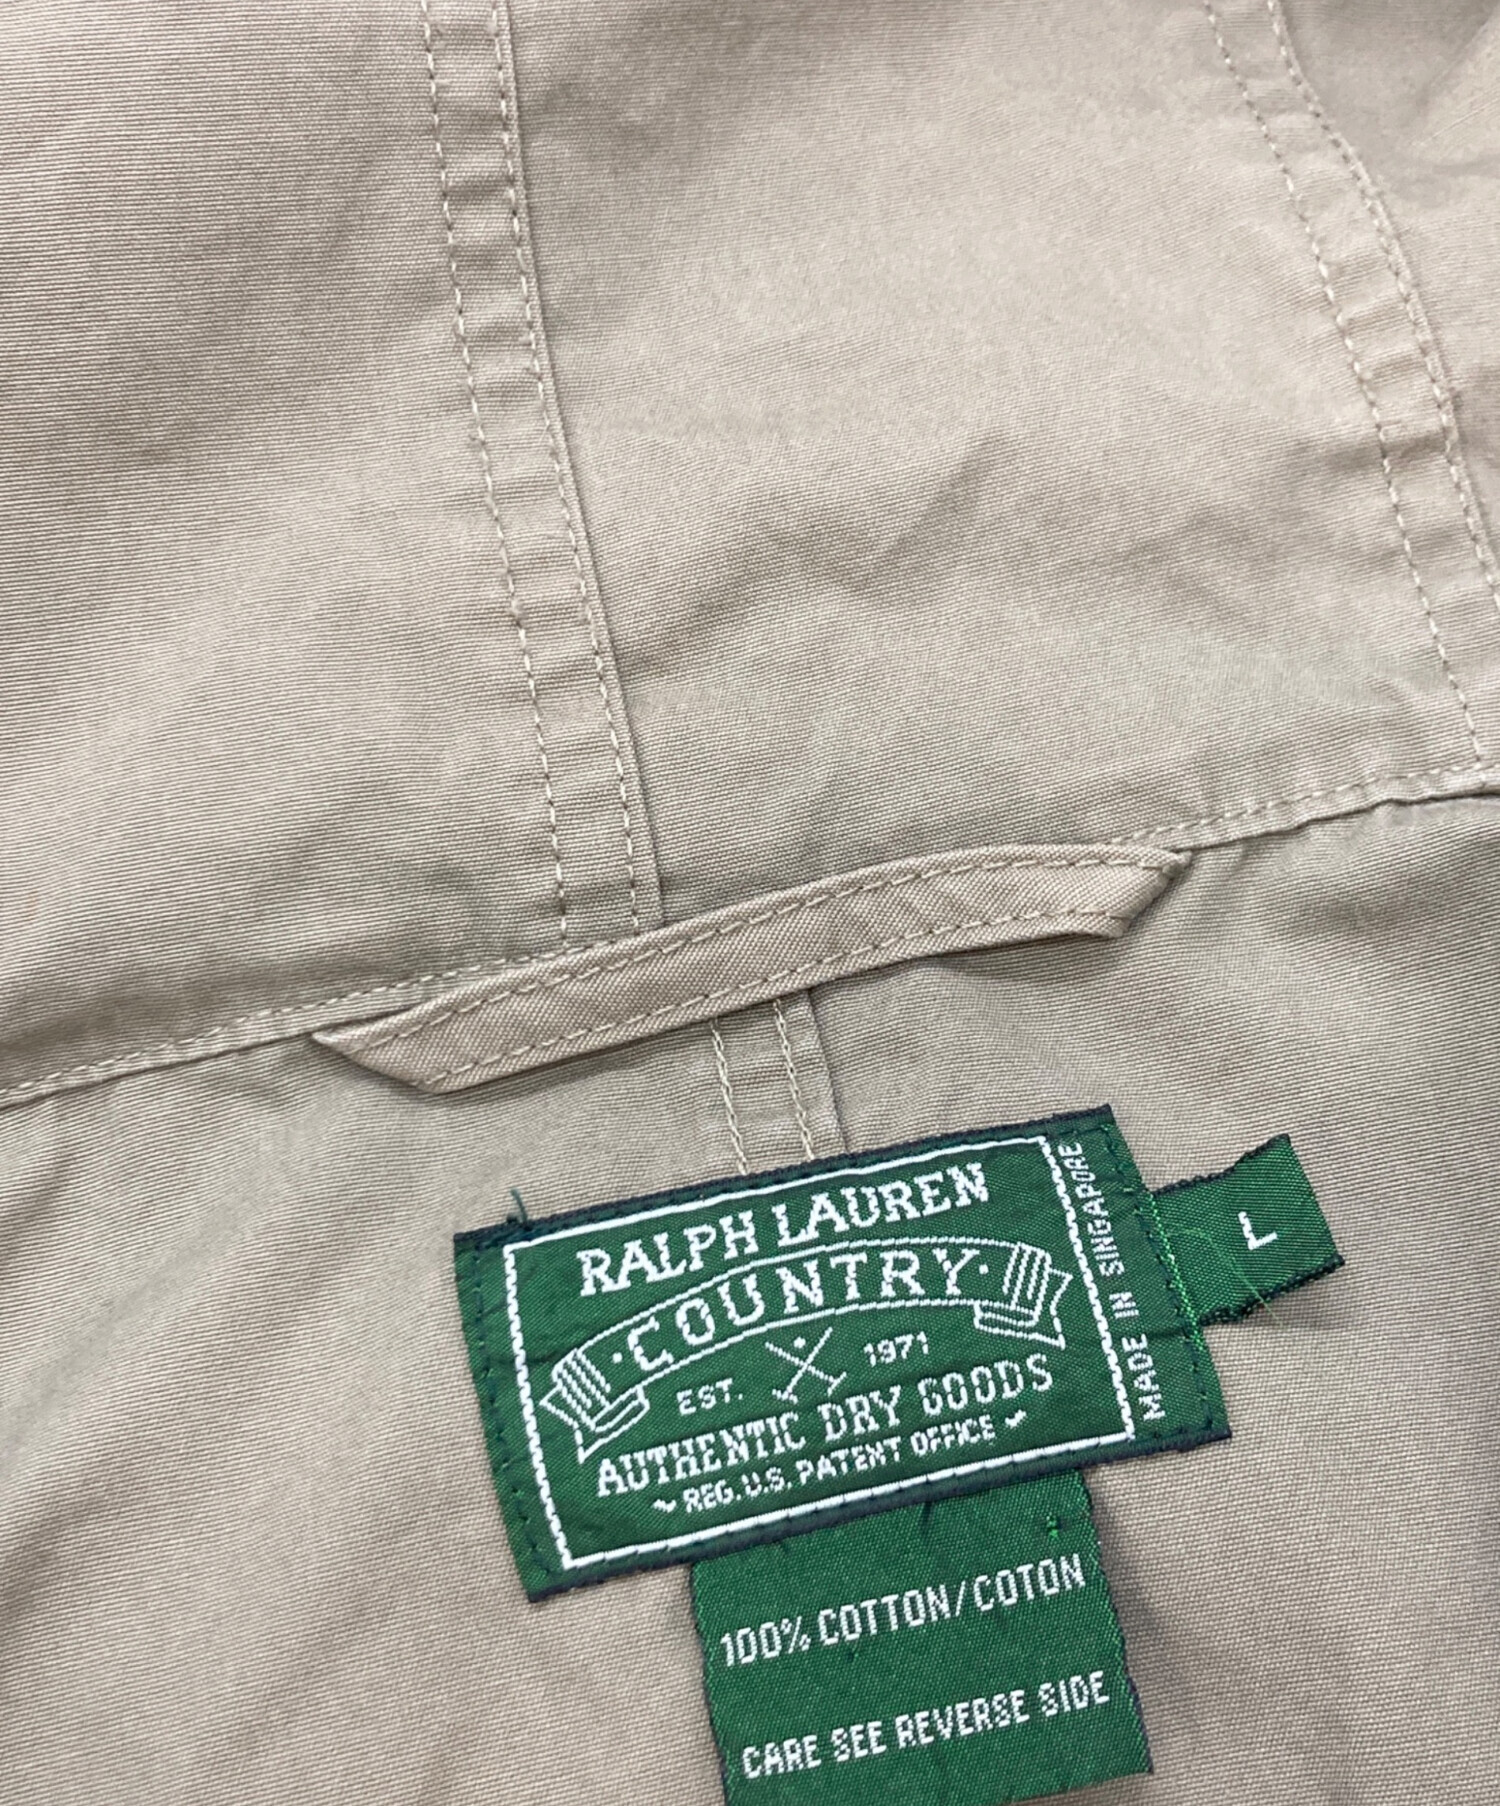 RALPH LAUREN
·COUNTRY·
EST. 1971
AUTHENTIC DRY GOODS
REG. U.S. PATENT OFFICE
MADE IN SINGAPORE
L
100% COTTON/COTON
CARE SEE REVERSE SIDE